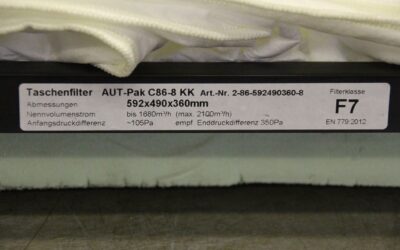 Taschenfilter AUT-Pak C86-8 KK Art.-Nr. 2-86-592490360-8
Abmessungen 592x490x360mm
Nennvolumenstrom bis 1680m³/h (max. 2100m³/h)
Anfangsdruckdifferenz ~105Pa empf. Enddruckdifferenz 350Pa
Filterklasse
F7
EN 779:2012